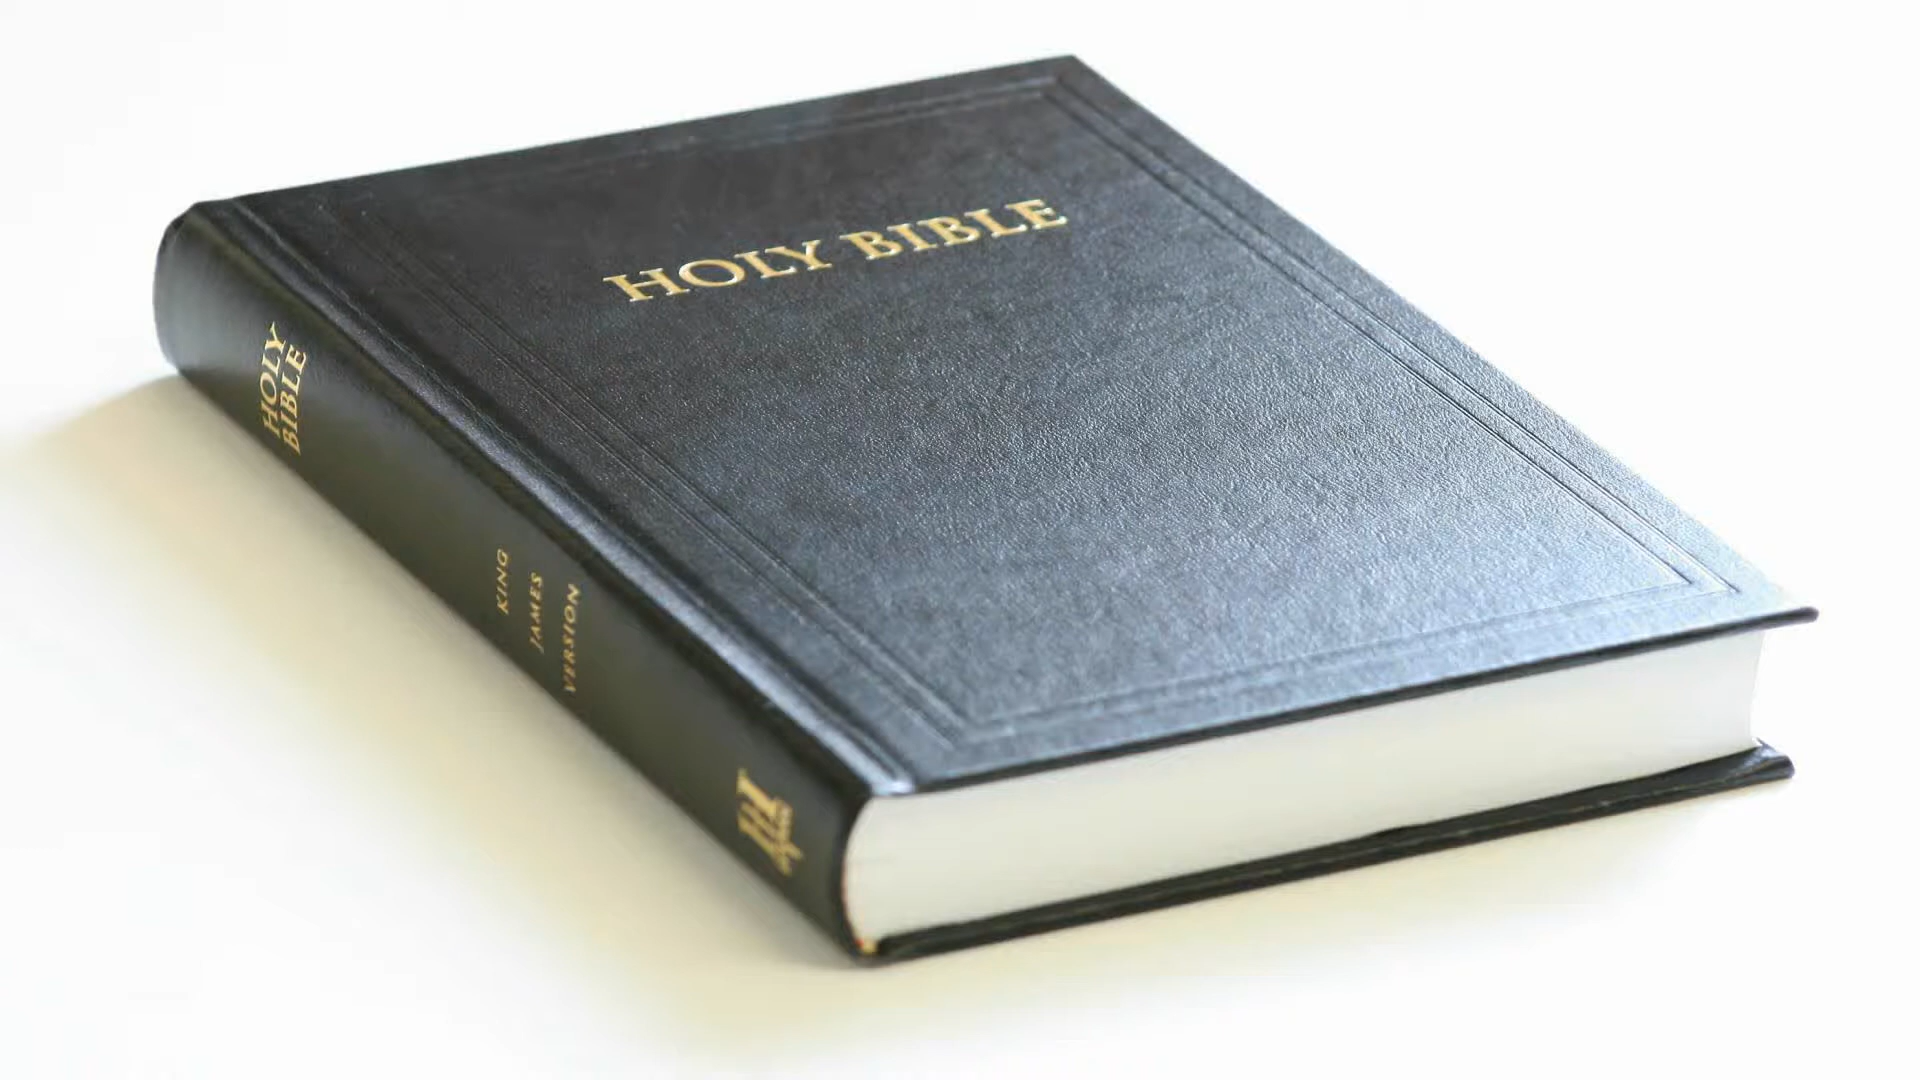 HOLY BIBLE
HOLY
BIBLE
KING
JAMES
VERSION